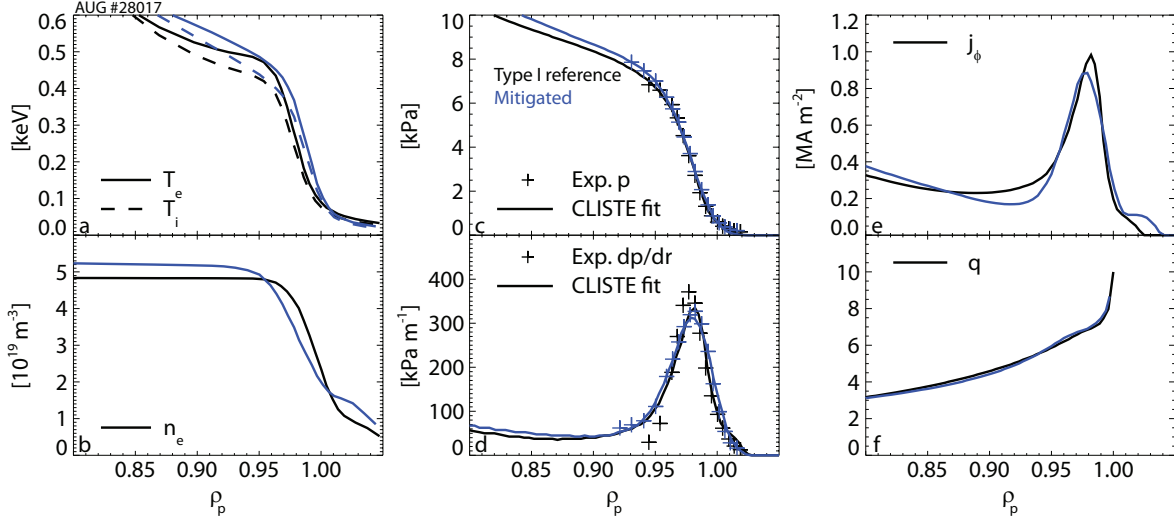 AUG #28017
0.6
0.5
0.4
0.3
0.2
0.1
0.0
[keV]
T_e
T_i
a
5
4
3
2
1
0
[10^19 m^-3]
n_e
b
0.85 0.90 0.95 1.00
ρ_p
10
8
6
4
2
0
[kPa]
Type I reference
Mitigated
Exp. p
CLISTE fit
c
400
300
200
100
0
[kPa m^-1]
Exp. dp/dr
CLISTE fit
d
0.85 0.90 0.95 1.00
ρ_p
1.2
1.0
0.8
0.6
0.4
0.2
0.0
[MA m^-2]
j_ϕ
e
10
8
6
4
2
0
q
f
0.85 0.90 0.95 1.00
ρ_p